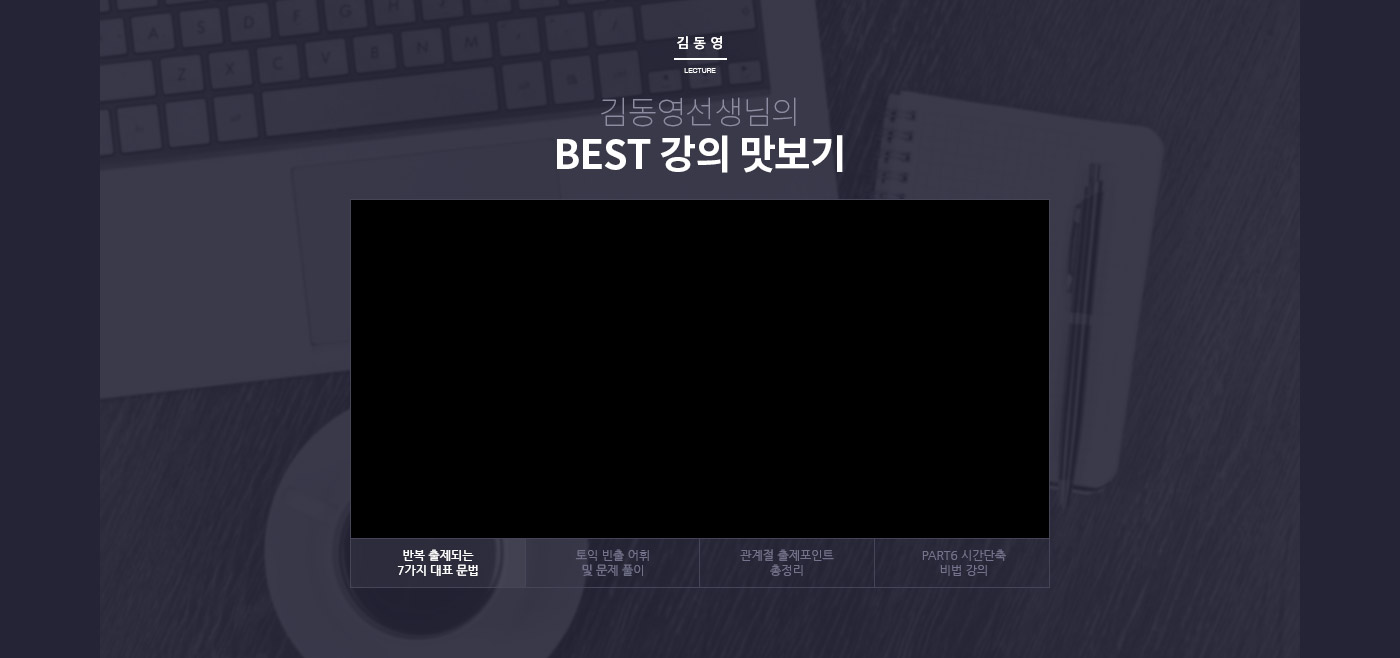 김동영
LECTURE
김동영선생님의
BEST 강의 맛보기
반복 출제되는
7가지 대표 문법
토익 빈출 어휘
및 문제 풀이
관계절 출제포인트
총정리
PART6 시간단축
비법 강의